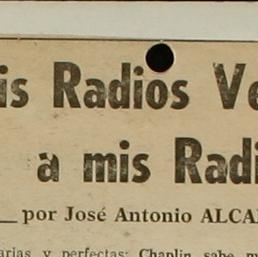 is Radios Ve
a mis Radi
por José Antonio ALCA
arias y perfectas: Chaplin sabe m